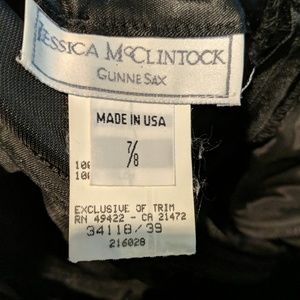 JESSICA MCCLINTOCK
GUNNE SAX
MADE IN USA
7/8
EXCLUSIVE OF TRIM
RN 49422 - CA 21472
34118/39
216028